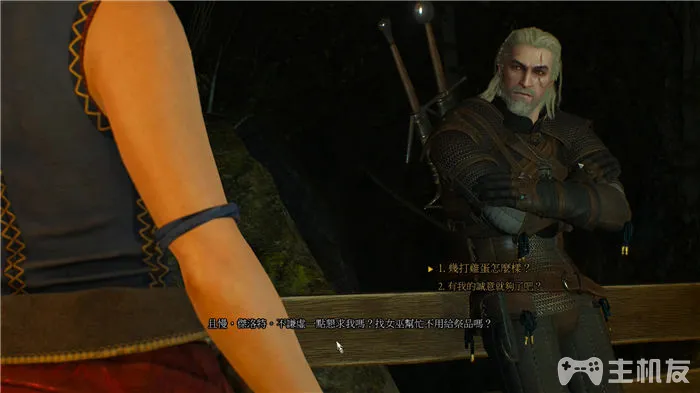 1. 幾打雞蛋怎麼樣？
2. 有我的誠意就夠了吧？
且慢，傑洛特，不謙虛一點懇求我嗎？找女巫幫忙不用給祭品嗎？
主机友